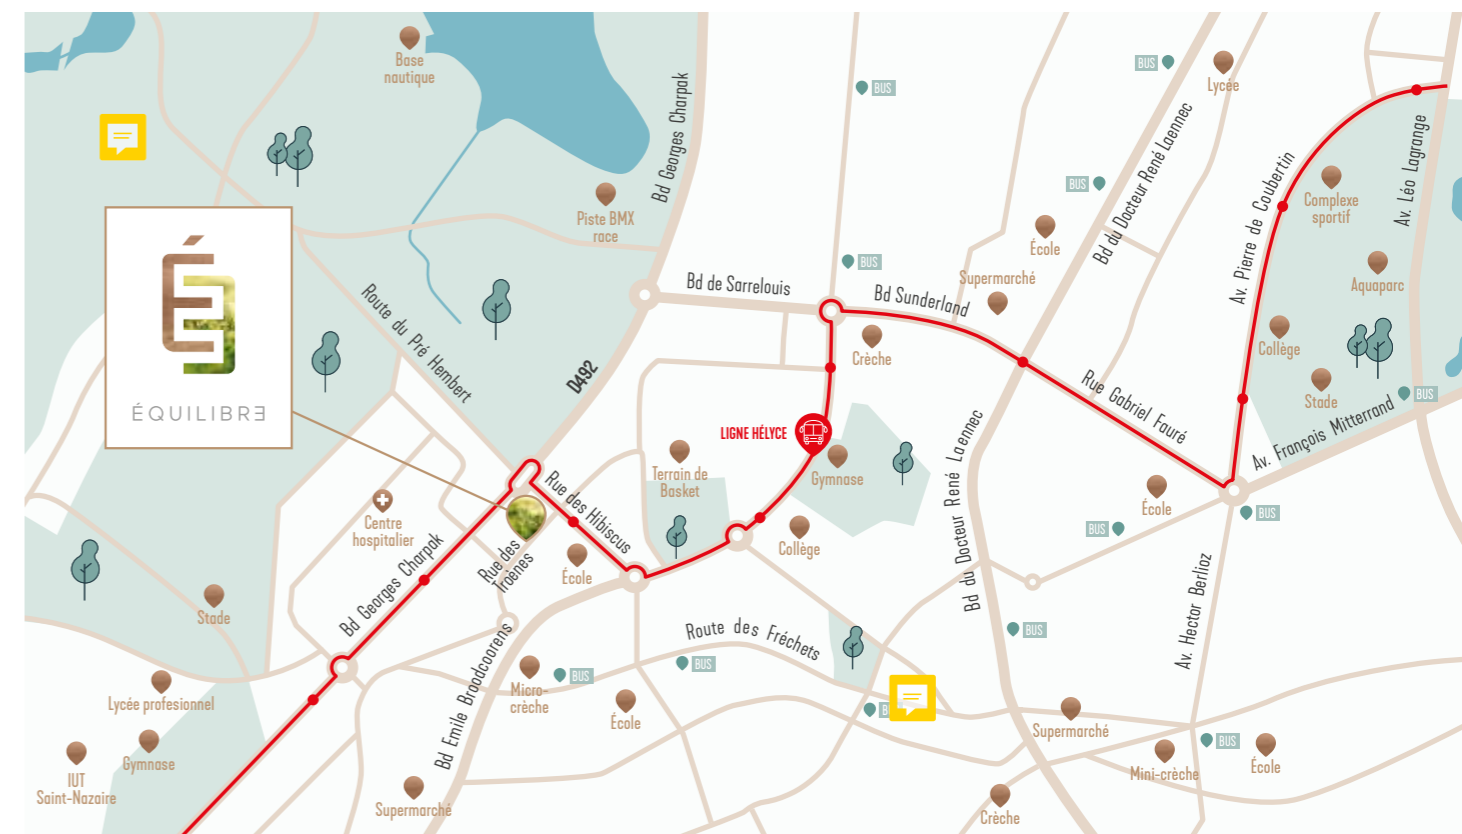 Base
nautique
Bd Georges Charpak
BUS
BUS
Lycée
Bd du Docteur René Laennec
BUS
Av. Pierre de Coubertin
Av. Léo Lagrange
Complexe
sportif
Piste BMX
race
École
BUS
Supermarché
Aquaparc
Bd de Sarrelouis
Bd Sunderland
Route du Pré Hembert
D492
Crèche
Collège
Stade
BUS
Rue Gabriel Fauré
Av. François Mitterrand
ÉQUILIBRE
LIGNE HÉLYCE
Bd du Docteur René Laennec
Terrain de
Basket
Gymnase
Rue des Hibiscus
École
BUS
BUS
Centre
hospitalier
Bd Georges Charpak
Rue des
Troènes
École
Collège
Av. Hector Berlioz
Stade
Route des Fréchets
BUS
BUS
BUS
Bd Emile Broodcoorens
Micro-
crèche
École
Lycée profesionnel
Gymnase
IUT
Saint-Nazaire
Supermarché
Supermarché
BUS
Mini-crèche
École
Crèche